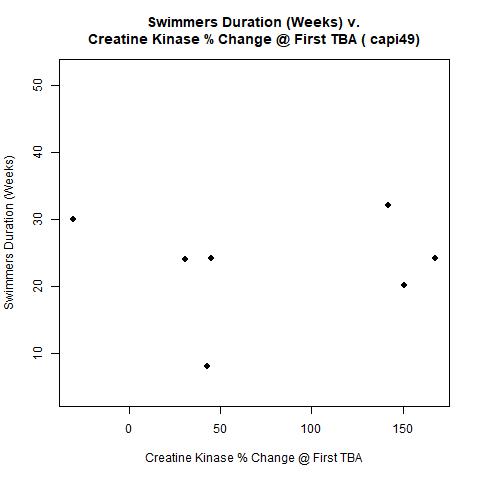 Swimmers Duration (Weeks) v.
Creatine Kinase % Change @ First TBA ( capi49)
Swimmers Duration (Weeks)
50
40
30
20
10
0
50
100
150
Creatine Kinase % Change @ First TBA